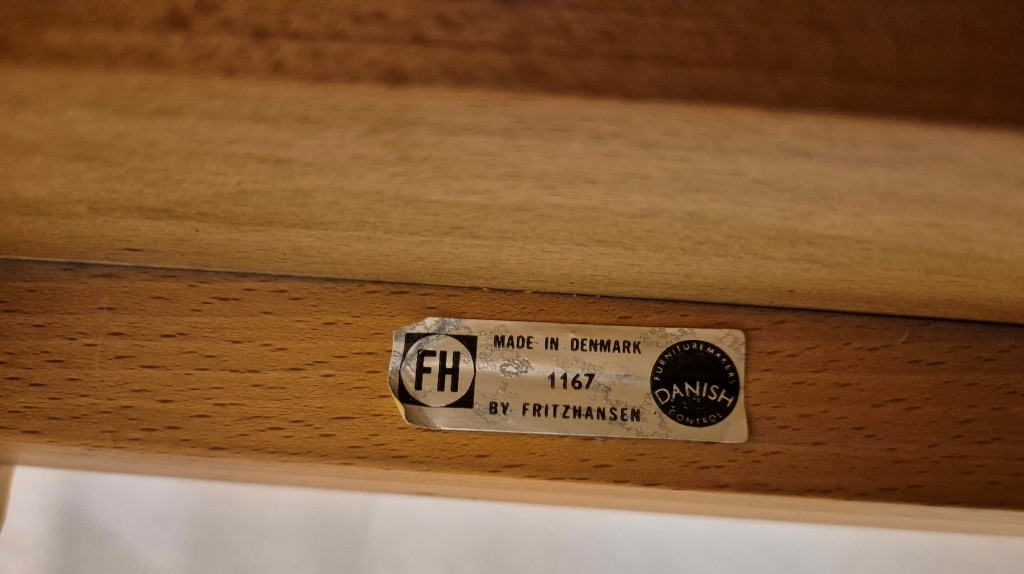 FH
MADE IN DENMARK
1167
BY FRITZHANSEN
FURNITUREMAKERS
DANISH
CONTROL